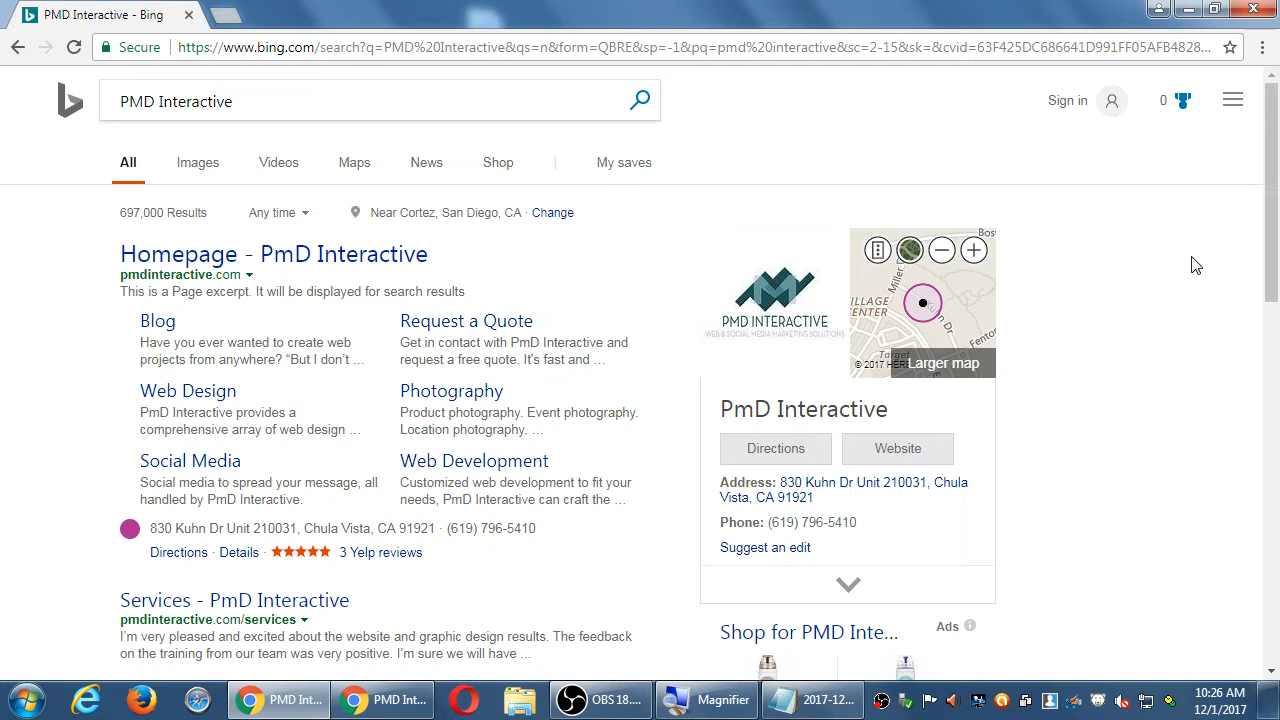 PMD Interactive - Bing
Secure
https://www.bing.com/search?q=PMD%20Interactive&qs=n&form=QBRE&sp=-1&pq=pmd%20interactive&sc=2-15&sk=&cvid=63F425DC686641D991FF05AFB4828...
PMD Interactive
Sign in
0
All
Images
Videos
Maps
News
Shop
My saves
697,000 Results
Any time
Near Cortez, San Diego, CA · Change
Homepage - PmD Interactive
pmdinteractive.com
This is a Page excerpt. It will be displayed for search results
Blog
Have you ever wanted to create web
projects from anywhere? “But I don’t ...
Request a Quote
Get in contact with PmD Interactive and
request a free quote. It’s fast and ...
Web Design
PmD Interactive provides a
comprehensive array of web design ...
Photography
Product photography. Event photography.
Location photography. ...
Social Media
Social media to spread your message, all
handled by PmD Interactive.
Web Development
Customized web development to fit your
needs, PmD Interactive can craft the ...
830 Kuhn Dr Unit 210031, Chula Vista, CA 91921 · (619) 796-5410
Directions · Details · 3 Yelp reviews
Services - PmD Interactive
pmdinteractive.com/services
I’m very pleased and excited about the website and graphic design results. The feedback
on the training from our team was very positive. I’m sure we will have ...
PMD INTERACTIVE
WEB & SOCIAL MEDIA MARKETING SOLUTIONS
Bos
Miller
VILLAGE
CENTER
Kuhn Dr
Fento
Target
© 2017 HERE
Larger map
PmD Interactive
Directions
Website
Address: 830 Kuhn Dr Unit 210031, Chula
Vista, CA 91921
Phone: (619) 796-5410
Suggest an edit
Shop for PMD Inte...
Ads
PMD Int...
PMD Int...
OBS 18....
Magnifier
2017-12...
10:26 AM
12/1/2017